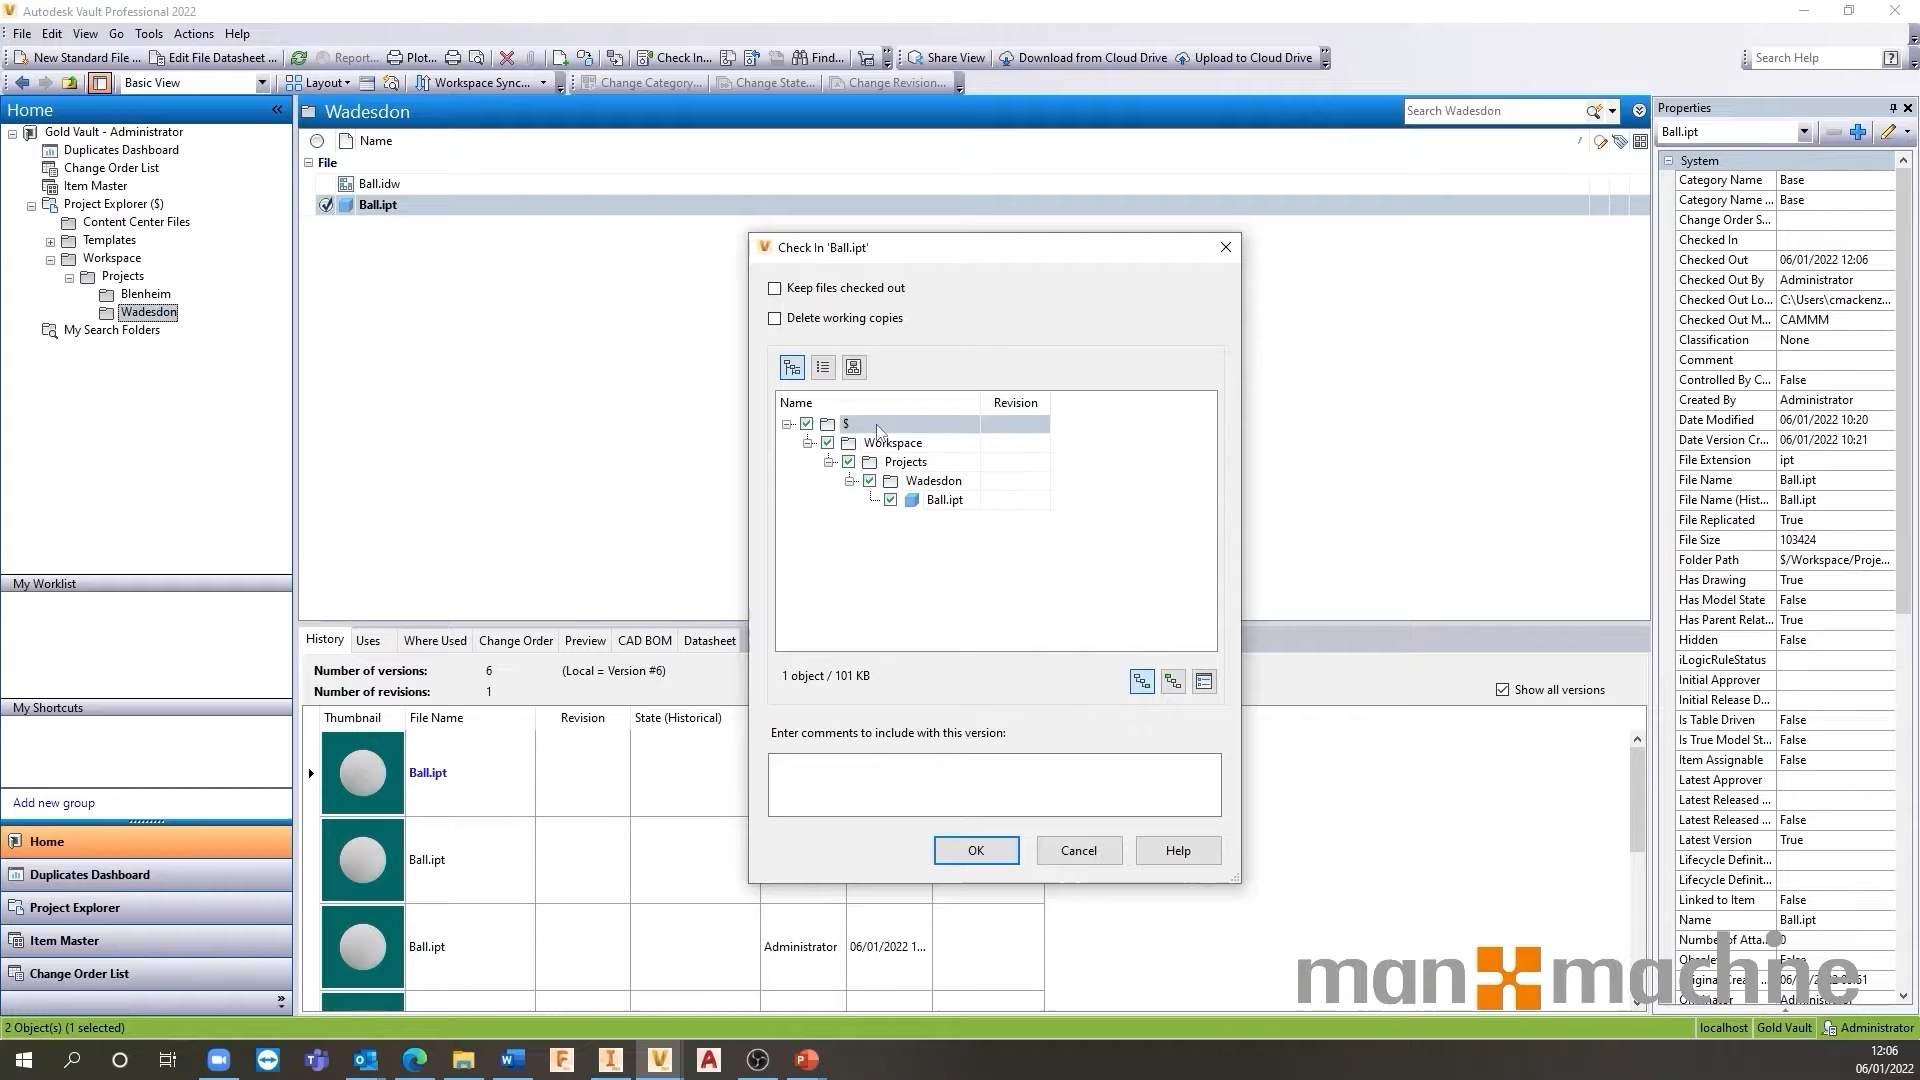 Autodesk Vault Professional 2022
File Edit View Go Tools Actions Help
New Standard File ... Edit File Datasheet ... Report... Plot... Check In... Find... Share View Download from Cloud Drive Upload to Cloud Drive Search Help
Basic View Layout Workspace Sync... Change Category... Change State... Change Revision...
Home
Gold Vault - Administrator
Duplicates Dashboard
Change Order List
Item Master
Project Explorer ($)
Content Center Files
Templates
Workspace
Projects
Blenheim
Wadesdon
My Search Folders
My Worklist
My Shortcuts
Add new group
Home
Duplicates Dashboard
Project Explorer
Item Master
Change Order List
Wadesdon Search Wadesdon
Name
File
Ball.idw
Ball.ipt
Check In 'Ball.ipt'
Keep files checked out
Delete working copies
Name Revision
$
Workspace
Projects
Wadesdon
Ball.ipt
1 object / 101 KB
Enter comments to include with this version:
OK Cancel Help
History Uses Where Used Change Order Preview CAD BOM Datasheet
Number of versions: 6 (Local = Version #6)
Number of revisions: 1
Show all versions
Thumbnail File Name Revision State (Historical)
Ball.ipt
Ball.ipt
Ball.ipt Administrator 06/01/2022 1...
Properties
Ball.ipt
System
Category Name Base
Category Name ... Base
Change Order S...
Checked In
Checked Out 06/01/2022 12:06
Checked Out By Administrator
Checked Out Lo... C:\Users\cmackenz...
Checked Out M... CAMMM
Classification None
Comment
Controlled By C... False
Created By Administrator
Date Modified 06/01/2022 10:20
Date Version Cr... 06/01/2022 10:21
File Extension ipt
File Name Ball.ipt
File Name (Hist... Ball.ipt
File Replicated True
File Size 103424
Folder Path $/Workspace/Proje...
Has Drawing True
Has Model State False
Has Parent Relat... True
Hidden False
iLogicRuleStatus
Initial Approver
Initial Release D...
Is Table Driven False
Is True Model St... False
Item Assignable False
Latest Approver
Latest Released ...
Latest Released ... False
Latest Version True
Lifecycle Definit...
Lifecycle Definit...
Linked to Item False
Name Ball.ipt
Number of Atta... 0
man machine
2 Object(s) (1 selected) localhost Gold Vault Administrator
12:06
06/01/2022